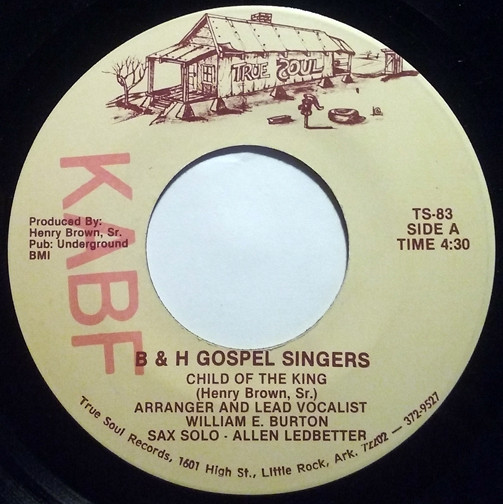 TRUE SOUL
KABF
Produced By:
Henry Brown, Sr.
Pub: Underground
BMI
TS-83
SIDE A
TIME 4:30
B & H GOSPEL SINGERS
CHILD OF THE KING
(Henry Brown, Sr.)
ARRANGER AND LEAD VOCALIST
WILLIAM E. BURTON
SAX SOLO - ALLEN LEDBETTER
True Soul Records, 1601 High St., Little Rock, Ark. 72202 — 372-9527